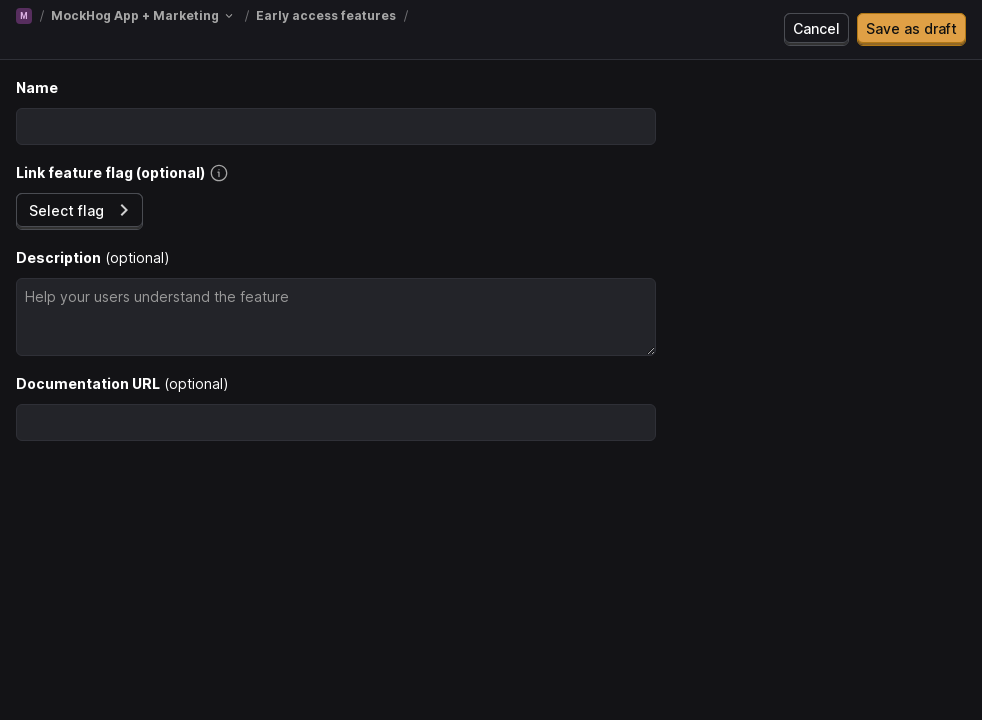 M / MockHog App + Marketing / Early access features /
Cancel
Save as draft
Name
Link feature flag (optional)
Select flag
Description (optional)
Help your users understand the feature
Documentation URL (optional)